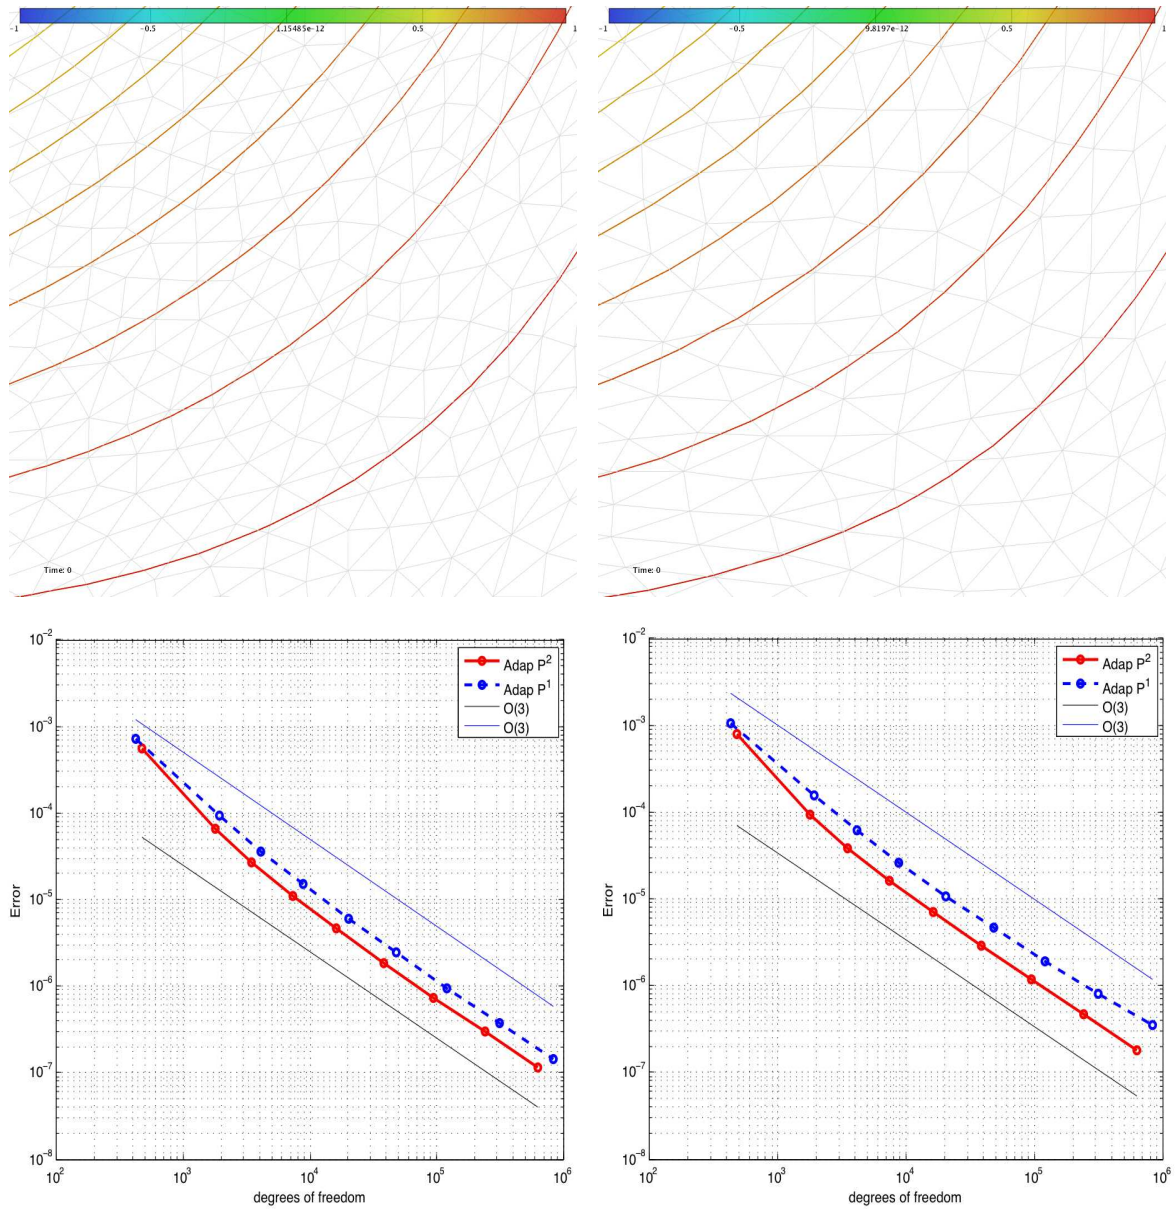 -1 -0.5 1.15485e-12 0.5 1
-1 -0.5 9.8197e-12 0.5 1
Time: 0
Time: 0
10^-2
10^-3
10^-4
10^-5
10^-6
10^-7
10^-8
Error
Adap P^2
Adap P^1
O(3)
O(3)
10^2 10^3 10^4 10^5 10^6
degrees of freedom
10^-2
10^-3
10^-4
10^-5
10^-6
10^-7
10^-8
Error
Adap P^2
Adap P^1
O(3)
O(3)
10^2 10^3 10^4 10^5 10^6
degrees of freedom